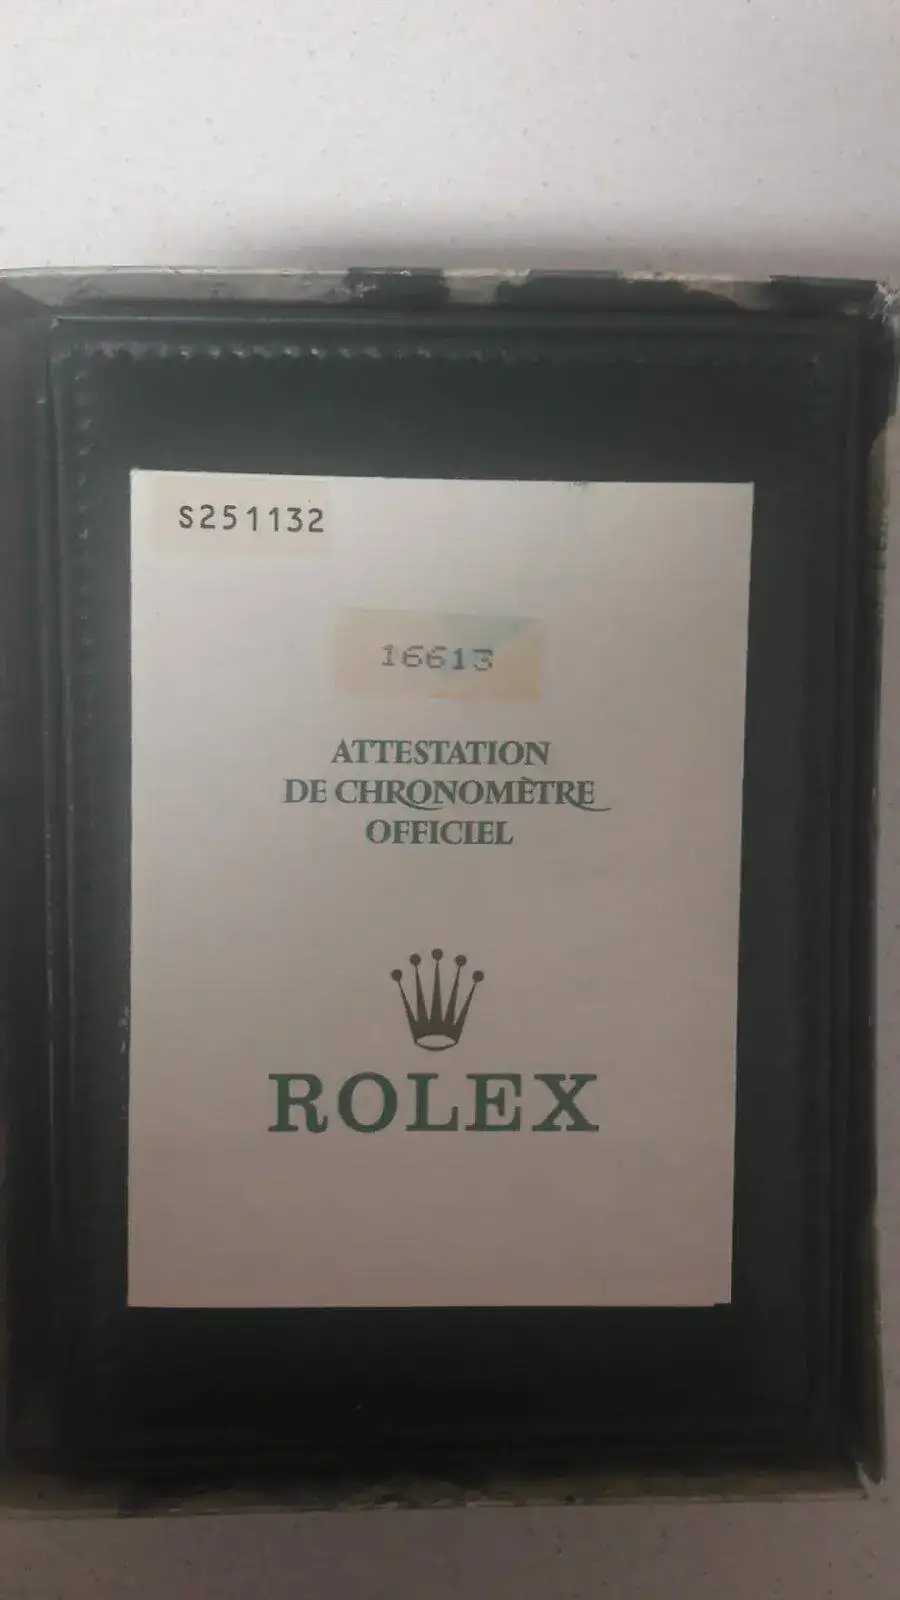 S251132
16613
ATTESTATION
DE CHRONOMÈTRE
OFFICIEL
ROLEX